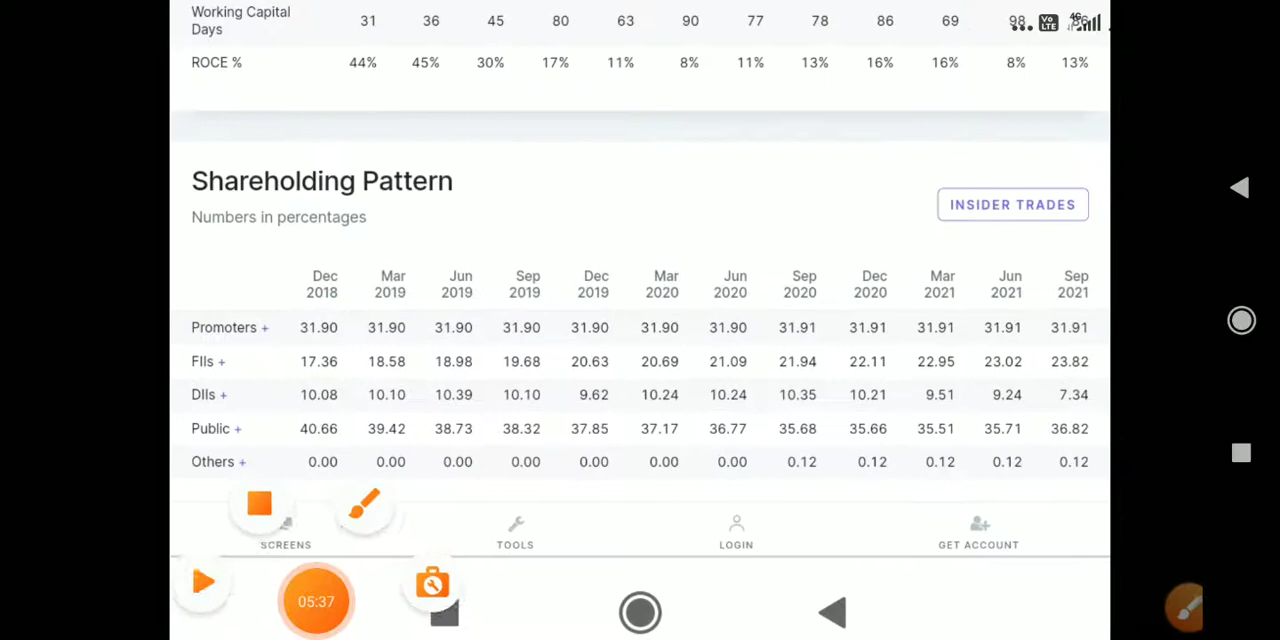 Working Capital Days 31 36 45 80 63 90 77 78 86 69 98 86
Vo LTE 4G
ROCE % 44% 45% 30% 17% 11% 8% 11% 13% 16% 16% 8% 13%
Shareholding Pattern
Numbers in percentages
INSIDER TRADES
Dec 2018 Mar 2019 Jun 2019 Sep 2019 Dec 2019 Mar 2020 Jun 2020 Sep 2020 Dec 2020 Mar 2021 Jun 2021 Sep 2021
Promoters + 31.90 31.90 31.90 31.90 31.90 31.90 31.90 31.91 31.91 31.91 31.91 31.91
FIIs + 17.36 18.58 18.98 19.68 20.63 20.69 21.09 21.94 22.11 22.95 23.02 23.82
DIIs + 10.08 10.10 10.39 10.10 9.62 10.24 10.24 10.35 10.21 9.51 9.24 7.34
Public + 40.66 39.42 38.73 38.32 37.85 37.17 36.77 35.68 35.66 35.51 35.71 36.82
Others + 0.00 0.00 0.00 0.00 0.00 0.00 0.00 0.12 0.12 0.12 0.12 0.12
SCREENS TOOLS LOGIN GET ACCOUNT
05:37